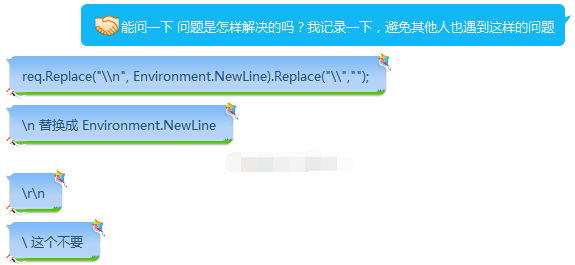 能问一下 问题是怎样解决的吗？我记录一下，避免其他人也遇到这样的问题
req.Replace("\\n", Environment.NewLine).Replace("\\","");
\n 替换成 Environment.NewLine
\r\n
\ 这个不要